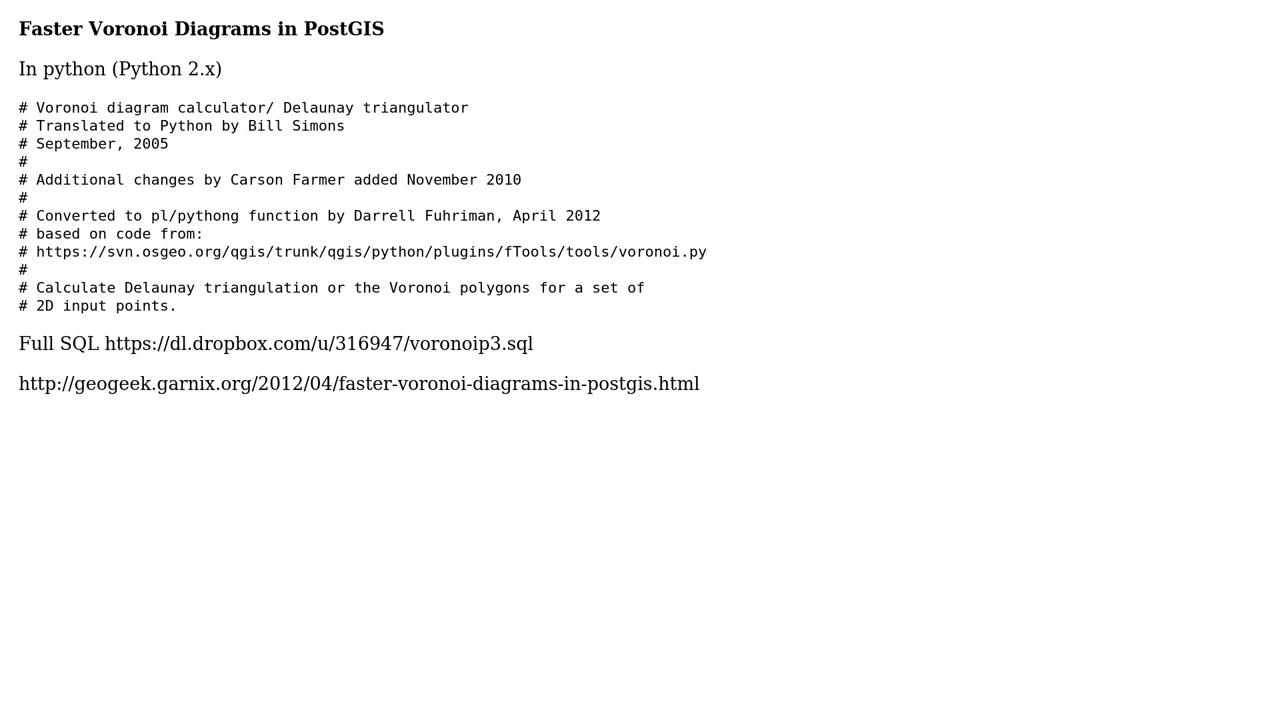 Faster Voronoi Diagrams in PostGIS
In python (Python 2.x)
# Voronoi diagram calculator/ Delaunay triangulator
# Translated to Python by Bill Simons
# September, 2005
#
# Additional changes by Carson Farmer added November 2010
#
# Converted to pl/pythong function by Darrell Fuhriman, April 2012
# based on code from:
# https://svn.osgeo.org/qgis/trunk/qgis/python/plugins/fTools/tools/voronoi.py
#
# Calculate Delaunay triangulation or the Voronoi polygons for a set of
# 2D input points.
Full SQL https://dl.dropbox.com/u/316947/voronoip3.sql
http://geogeek.garnix.org/2012/04/faster-voronoi-diagrams-in-postgis.html